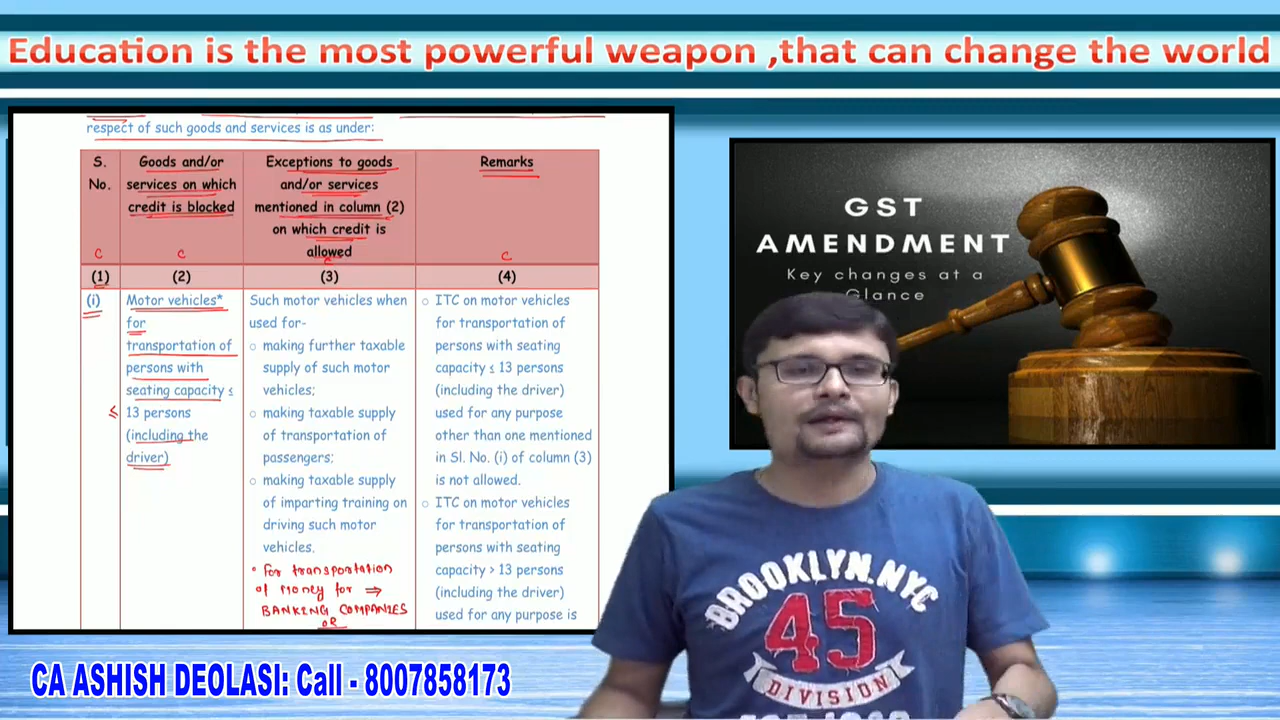 Education is the most powerful weapon ,that can change the world
respect of such goods and services is as under:
S. No.
Goods and/or services on which credit is blocked
Exceptions to goods and/or services mentioned in column (2) on which credit is allowed
Remarks
c
c
c
c
(1)
(2)
(3)
(4)
(i)
Motor vehicles*
for
transportation of
persons with
seating capacity ≤
≤
13 persons
(including the
driver)
Such motor vehicles when
used for-
o making further taxable
supply of such motor
vehicles;
o making taxable supply
of transportation of
passengers;
o making taxable supply
of imparting training on
driving such motor
vehicles.
• For transportation
of money for ⇒
BANKING COMPANIES
OR
o ITC on motor vehicles
for transportation of
persons with seating
capacity ≤ 13 persons
(including the driver)
used for any purpose
other than one mentioned
in Sl. No. (i) of column (3)
is not allowed.
o ITC on motor vehicles
for transportation of
persons with seating
capacity > 13 persons
(including the driver)
used for any purpose is
GST
AMENDMENT
Key changes at a
Glance
BROOKLYN.NYC
45
DIVISION
CA ASHISH DEOLASI: Call - 8007858173